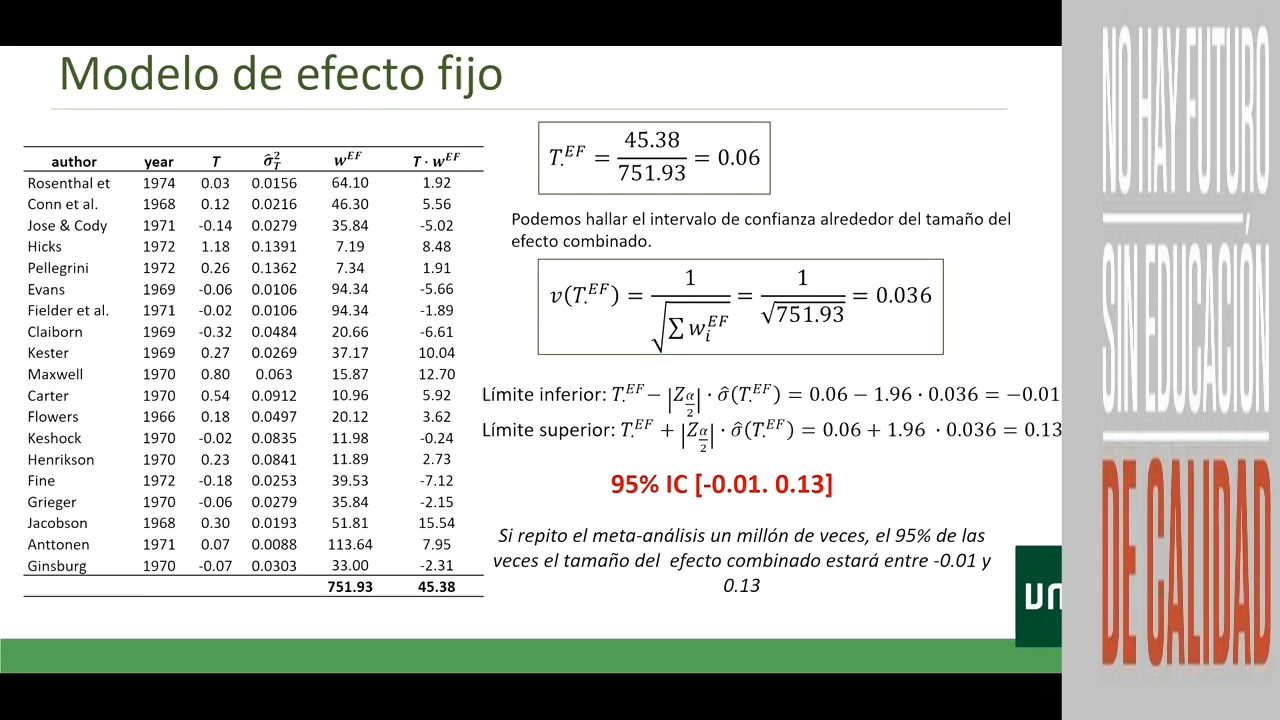 Modelo de efecto fijo
author year T σ̂²_T w^EF T · w^EF
Rosenthal et 1974 0.03 0.0156 64.10 1.92
Conn et al. 1968 0.12 0.0216 46.30 5.56
Jose & Cody 1971 -0.14 0.0279 35.84 -5.02
Hicks 1972 1.18 0.1391 7.19 8.48
Pellegrini 1972 0.26 0.1362 7.34 1.91
Evans 1969 -0.06 0.0106 94.34 -5.66
Fielder et al. 1971 -0.02 0.0106 94.34 -1.89
Claiborn 1969 -0.32 0.0484 20.66 -6.61
Kester 1969 0.27 0.0269 37.17 10.04
Maxwell 1970 0.80 0.063 15.87 12.70
Carter 1970 0.54 0.0912 10.96 5.92
Flowers 1966 0.18 0.0497 20.12 3.62
Keshock 1970 -0.02 0.0835 11.98 -0.24
Henrikson 1970 0.23 0.0841 11.89 2.73
Fine 1972 -0.18 0.0253 39.53 -7.12
Grieger 1970 -0.06 0.0279 35.84 -2.15
Jacobson 1968 0.30 0.0193 51.81 15.54
Anttonen 1971 0.07 0.0088 113.64 7.95
Ginsburg 1970 -0.07 0.0303 33.00 -2.31
751.93 45.38
T.^EF = 45.38/751.93 = 0.06
Podemos hallar el intervalo de confianza alrededor del tamaño del
efecto combinado.
v(T.^EF) = 1/√(∑ w_i^EF) = 1/√751.93 = 0.036
Límite inferior: T.^EF − |Z_α/2| · σ̂(T.^EF) = 0.06 − 1.96 · 0.036 = −0.01
Límite superior: T.^EF + |Z_α/2| · σ̂(T.^EF) = 0.06 + 1.96 · 0.036 = 0.13
95% IC [-0.01. 0.13]
Si repito el meta-análisis un millón de veces, el 95% de las
veces el tamaño del efecto combinado estará entre -0.01 y
0.13
NO HAY FUTURO
SIN EDUCACIÓN
DE CALIDAD